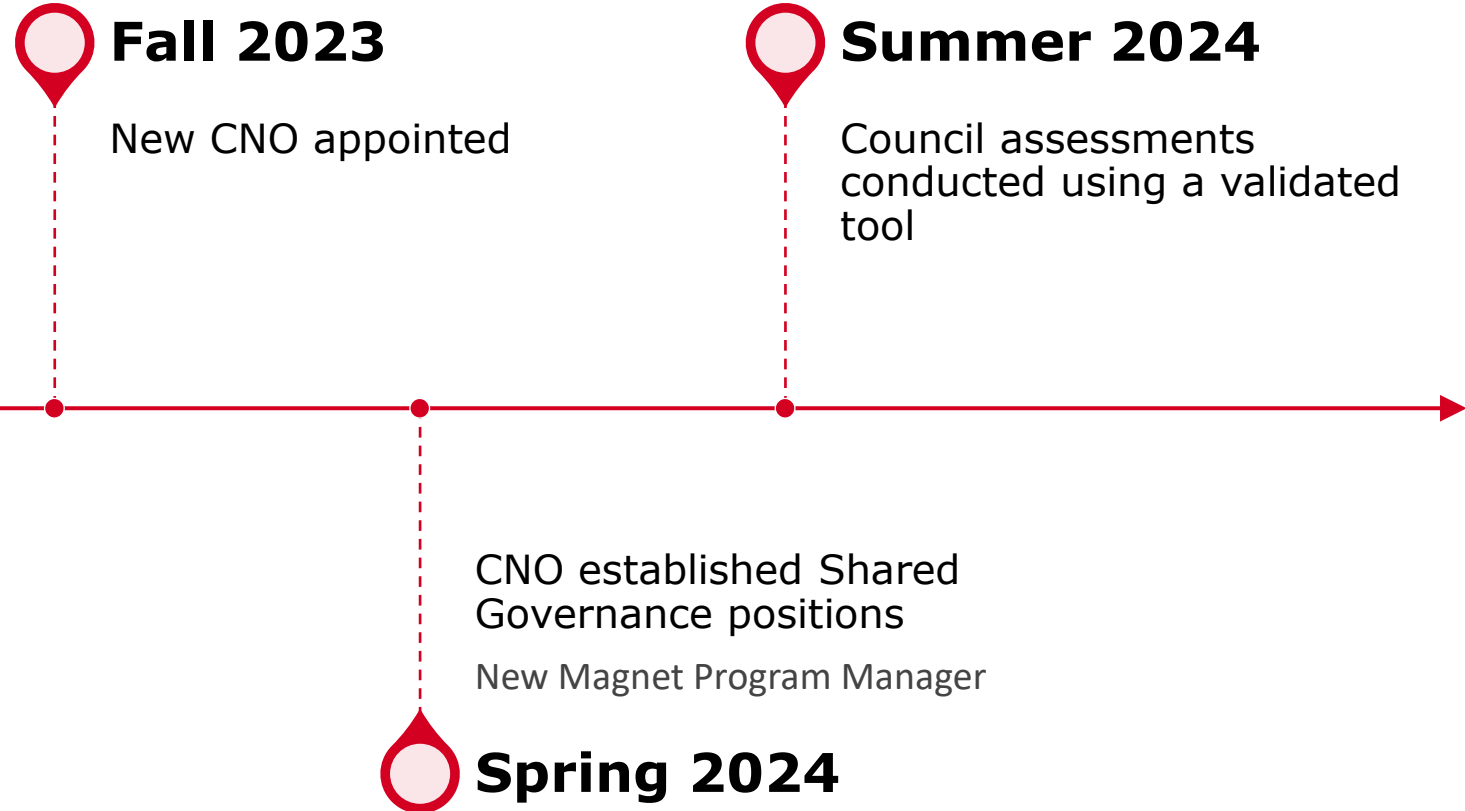 Fall 2023
New CNO appointed
Summer 2024
Council assessments
conducted using a validated
tool
CNO established Shared
Governance positions
New Magnet Program Manager
Spring 2024